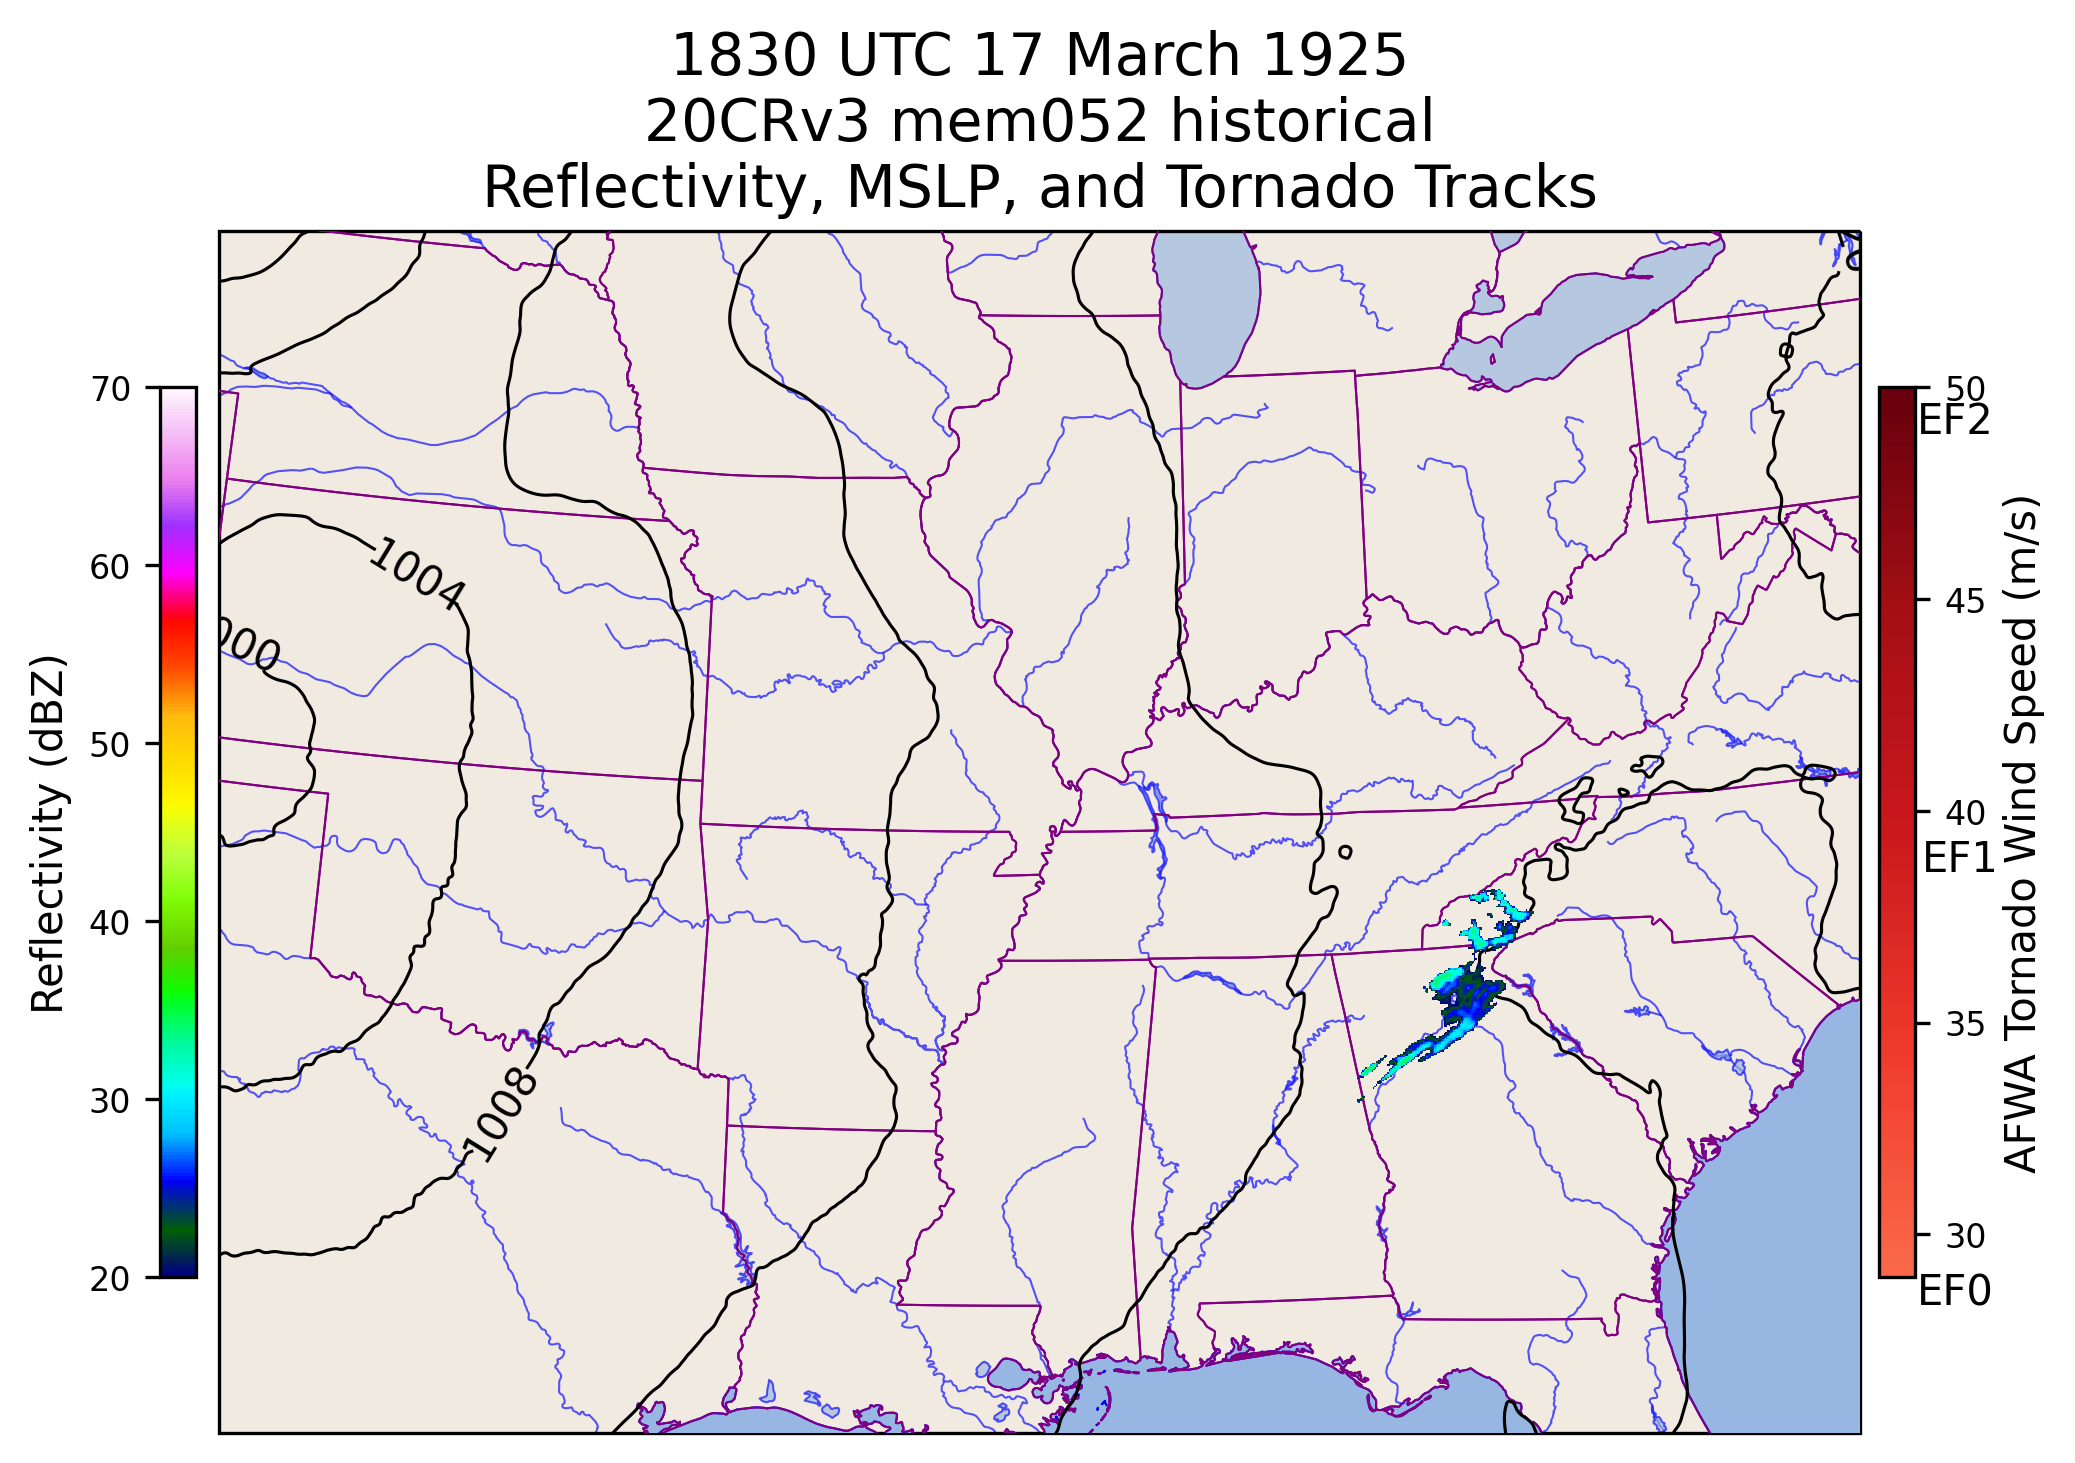 1830 UTC 17 March 1925
20CRv3 mem052 historical
Reflectivity, MSLP, and Tornado Tracks
70
60
50
40
30
20
Reflectivity (dBZ)
1004
000
1008
50
EF2
45
40
EF1
35
30
EF0
AFWA Tornado Wind Speed (m/s)